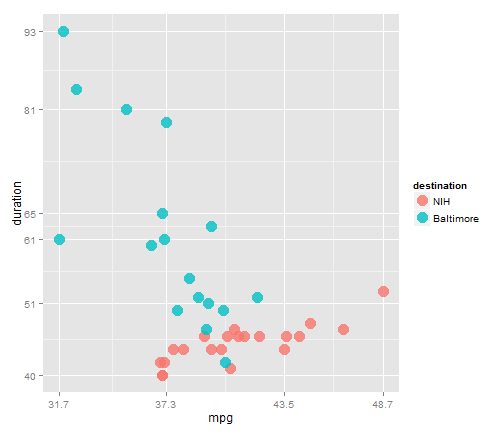 93
81
65
61
51
40
duration
31.7 37.3 43.5 48.7
mpg
destination
NIH
Baltimore